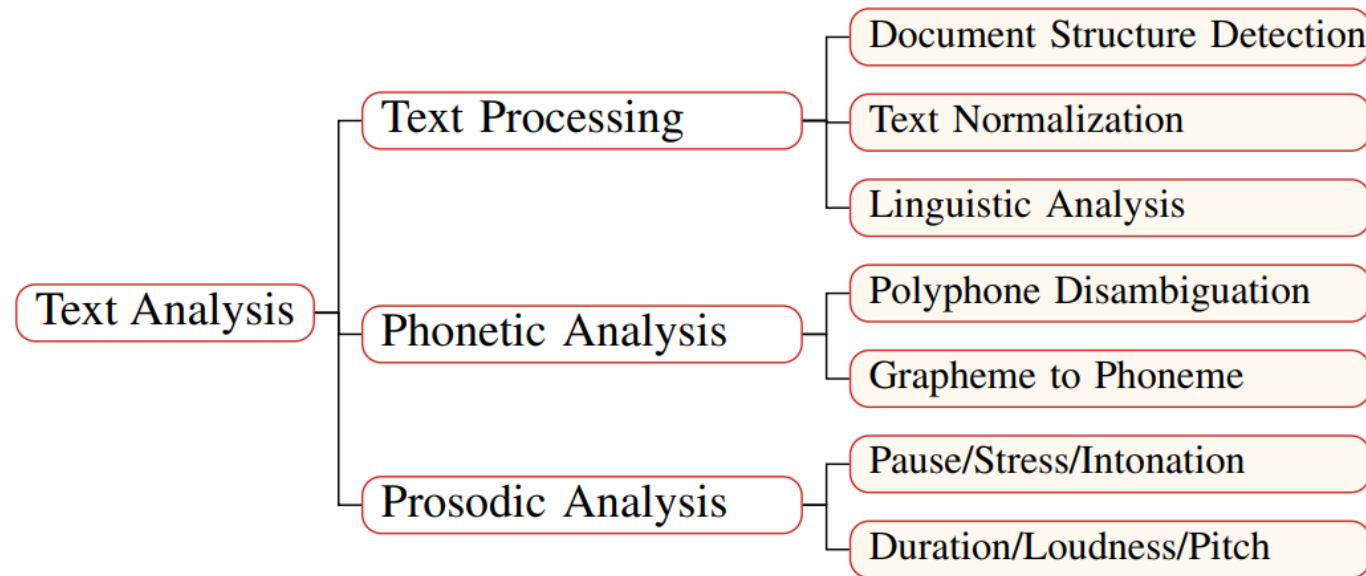 Document Structure Detection
Text Processing
Text Normalization
Linguistic Analysis
Text Analysis
Polyphone Disambiguation
Phonetic Analysis
Grapheme to Phoneme
Pause/Stress/Intonation
Prosodic Analysis
Duration/Loudness/Pitch